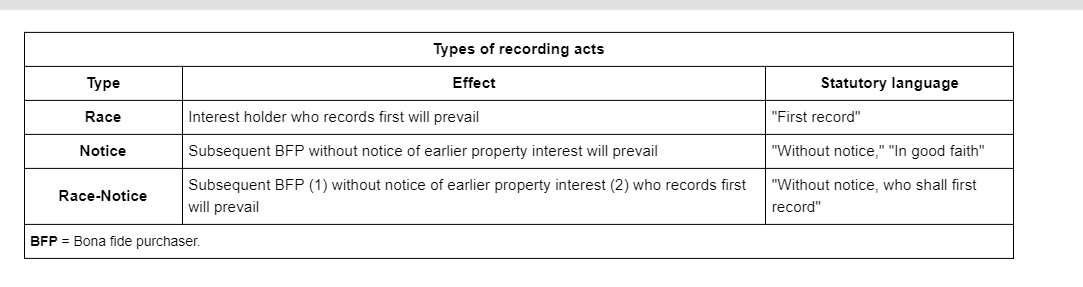 Types of recording acts
Type Effect Statutory language
Race Interest holder who records first will prevail "First record"
Notice Subsequent BFP without notice of earlier property interest will prevail "Without notice," "In good faith"
Race-Notice Subsequent BFP (1) without notice of earlier property interest (2) who records first "Without notice, who shall first
will prevail record"
BFP = Bona fide purchaser.